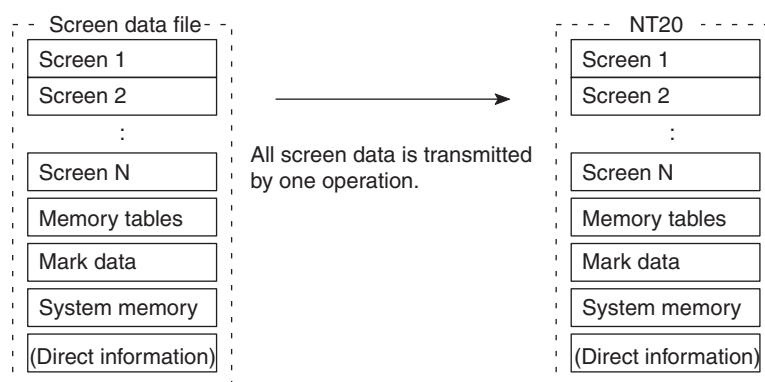 Screen data file
Screen 1
Screen 2
:
Screen N
Memory tables
Mark data
System memory
(Direct information)
All screen data is transmitted
by one operation.
NT20
Screen 1
Screen 2
:
Screen N
Memory tables
Mark data
System memory
(Direct information)